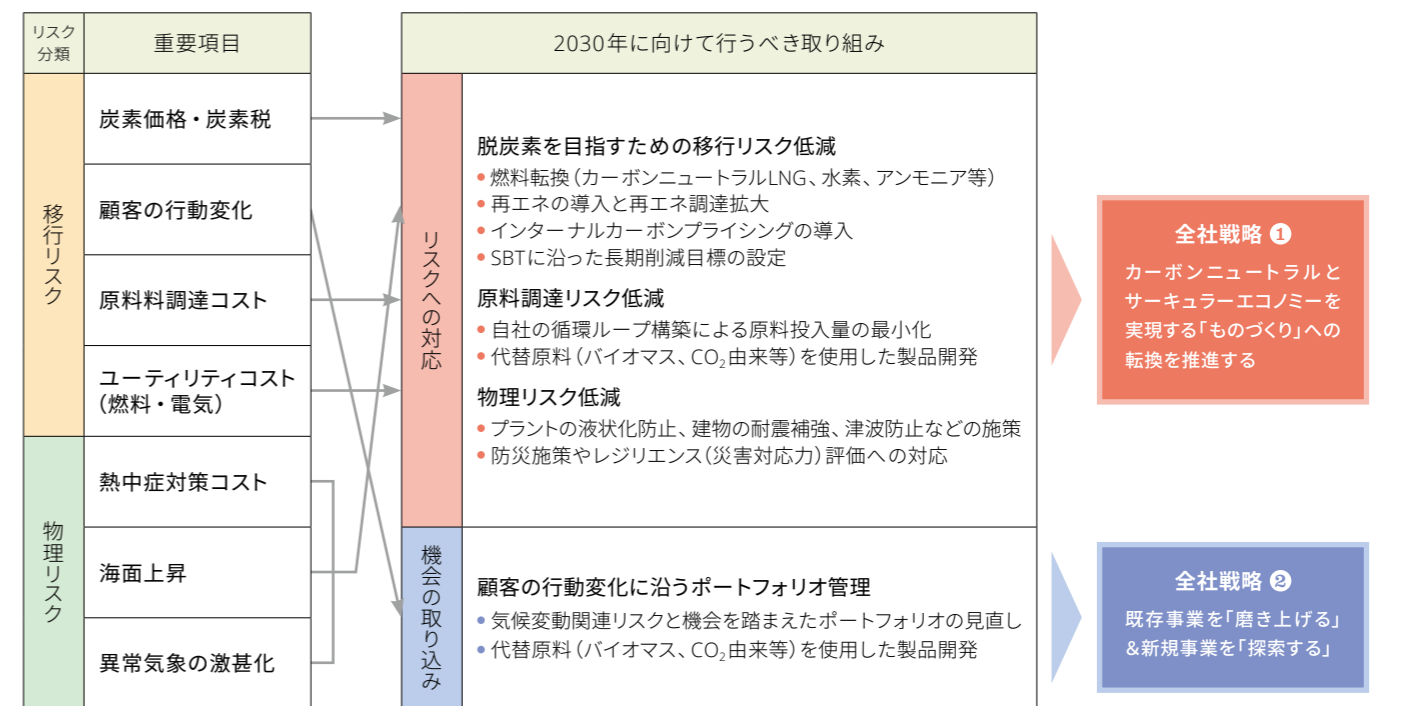 リスク
分類
重要項目
移行リスク
炭素価格・炭素税
顧客の行動変化
原料料調達コスト
ユーティリティコスト
（燃料・電気）
物理リスク
熱中症対策コスト
海面上昇
異常気象の激甚化
2030年に向けて行うべき取り組み
リスクへの対応
脱炭素を目指すための移行リスク低減
●燃料転換（カーボンニュートラルLNG、水素、アンモニア等）
●再エネの導入と再エネ調達拡大
●インターナルカーボンプライシングの導入
●SBTに沿った長期削減目標の設定
原料調達リスク低減
●自社の循環ループ構築による原料投入量の最小化
●代替原料（バイオマス、CO₂由来等）を使用した製品開発
物理リスク低減
●プラントの液状化防止、建物の耐震補強、津波防止などの施策
●防災施策やレジリエンス（災害対応力）評価への対応
機会の取り込み
顧客の行動変化に沿うポートフォリオ管理
●気候変動関連リスクと機会を踏まえたポートフォリオの見直し
●代替原料（バイオマス、CO₂由来等）を使用した製品開発
全社戦略 ❶
カーボンニュートラルと
サーキュラーエコノミーを
実現する「ものづくり」への
転換を推進する
全社戦略 ❷
既存事業を「磨き上げる」
&新規事業を「探索する」